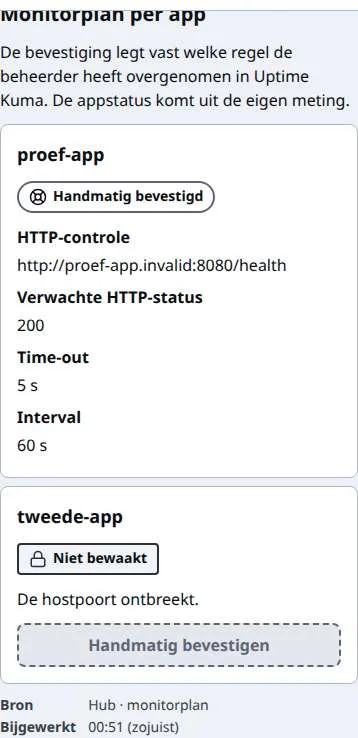 Monitorplan per app
De bevestiging legt vast welke regel de
beheerder heeft overgenomen in Uptime
Kuma. De appstatus komt uit de eigen meting.
proef-app
Handmatig bevestigd
HTTP-controle
http://proef-app.invalid:8080/health
Verwachte HTTP-status
200
Time-out
5 s
Interval
60 s
tweede-app
Niet bewaakt
De hostpoort ontbreekt.
Handmatig bevestigen
Bron Hub · monitorplan
Bijgewerkt 00:51 (zojuist)